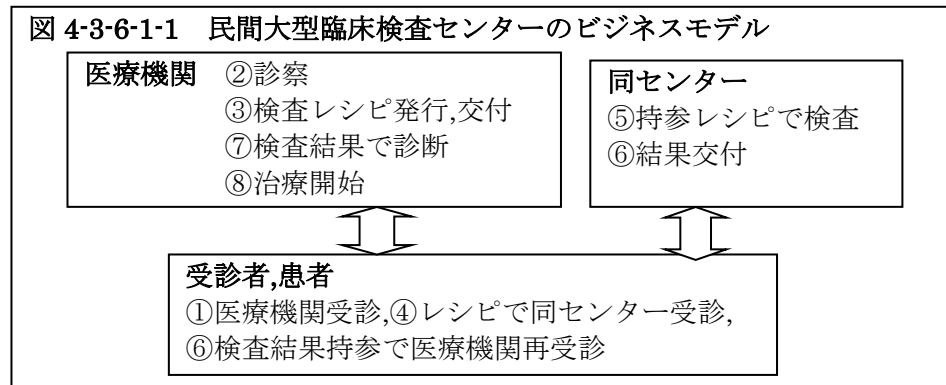 図 4-3-6-1-1 民間大型臨床検査センターのビジネスモデル
医療機関 ②診察
③検査レシピ発行,交付
⑦検査結果で診断
⑧治療開始
同センター
⑤持参レシピで検査
⑥結果交付
受診者,患者
①医療機関受診,④レシピで同センター受診,
⑥検査結果持参で医療機関再受診